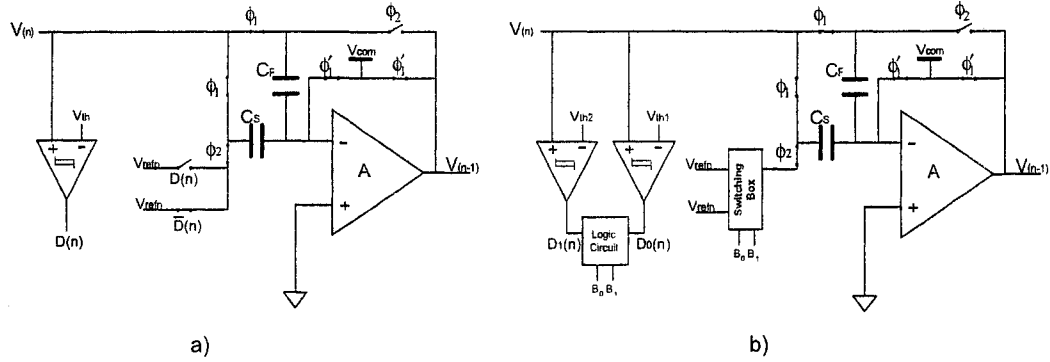 V(n)
ϕ1
ϕ2
Vcom
CF
ϕ1'
ϕ1'
ϕ1
CS
Vth
+ −
ϕ2
−
A
+
V(n-1)
Vrefp
D(n)
Vrefn
D̅(n)
D(n)
a)
V(n)
ϕ1
ϕ2
Vcom
CF
ϕ1'
ϕ1'
ϕ1
CS
Vth2
Vth1
+ −
+ −
ϕ2
−
A
+
V(n-1)
Vrefp
Vrefn
Switching
Box
B0 B1
D1(n)
Logic
Circuit
D0(n)
B0 B1
b)